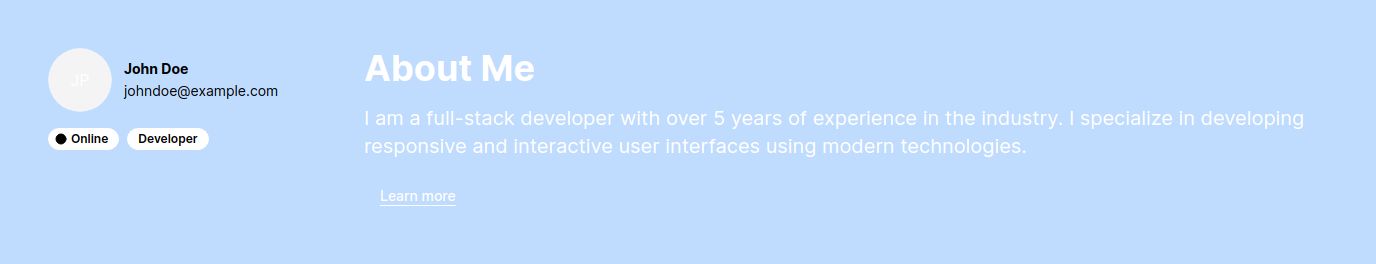 JP
John Doe
johndoe@example.com
Online
Developer
About Me
I am a full-stack developer with over 5 years of experience in the industry. I specialize in developing
responsive and interactive user interfaces using modern technologies.
Learn more